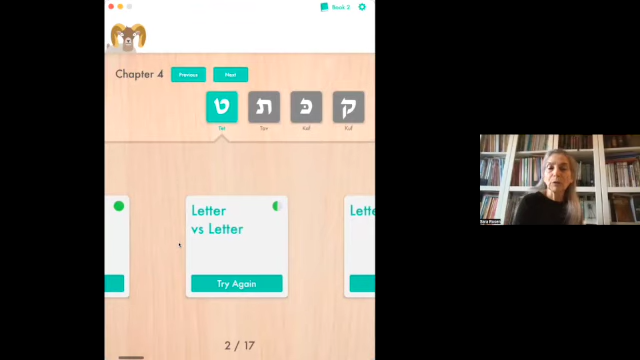 Book 2
Chapter 4
Previous
Next
ט
ת
כּ
ק
Tet
Tav
Kaf
Kuf
Letter
vs Letter
Lette
Try Again
2 / 17